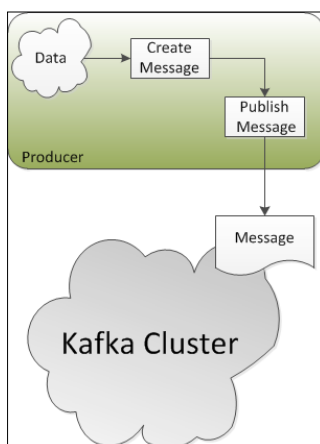 Data
Create
Message
Publish
Message
Producer
Message
Kafka Cluster